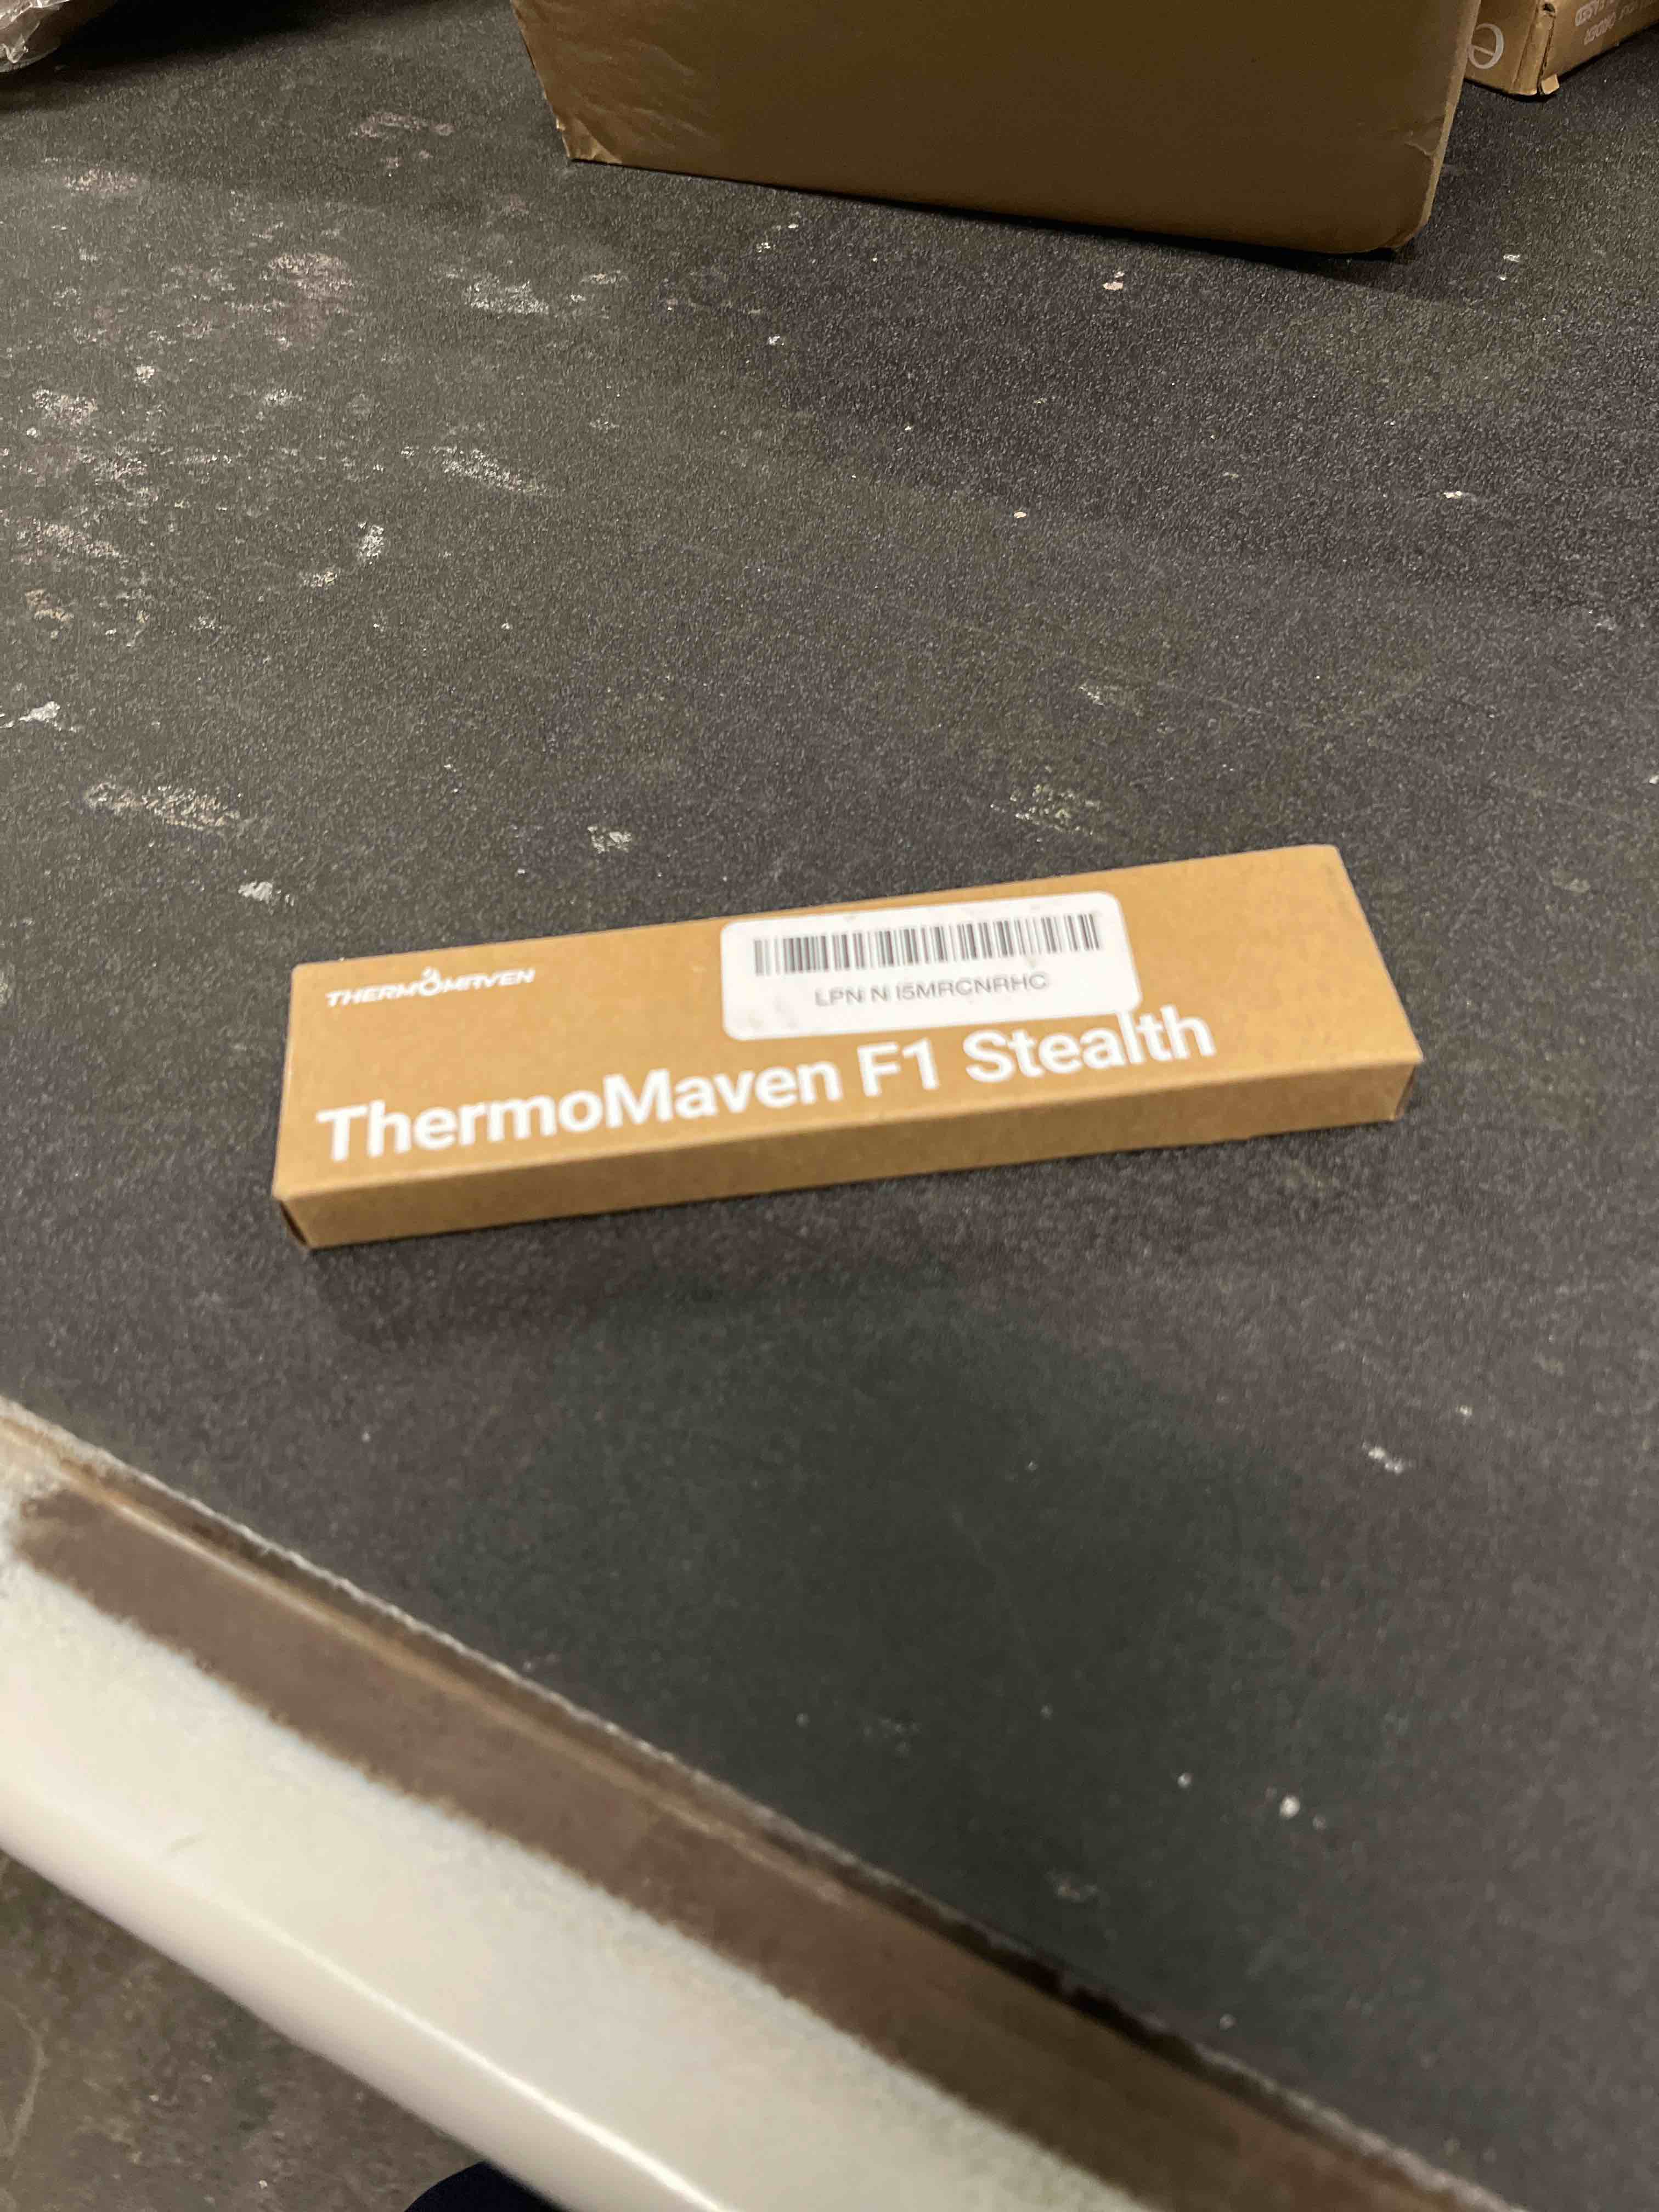 THERMOMAVEN
LPN N I5MRCNRHC
ThermoMaven F1 Stealth